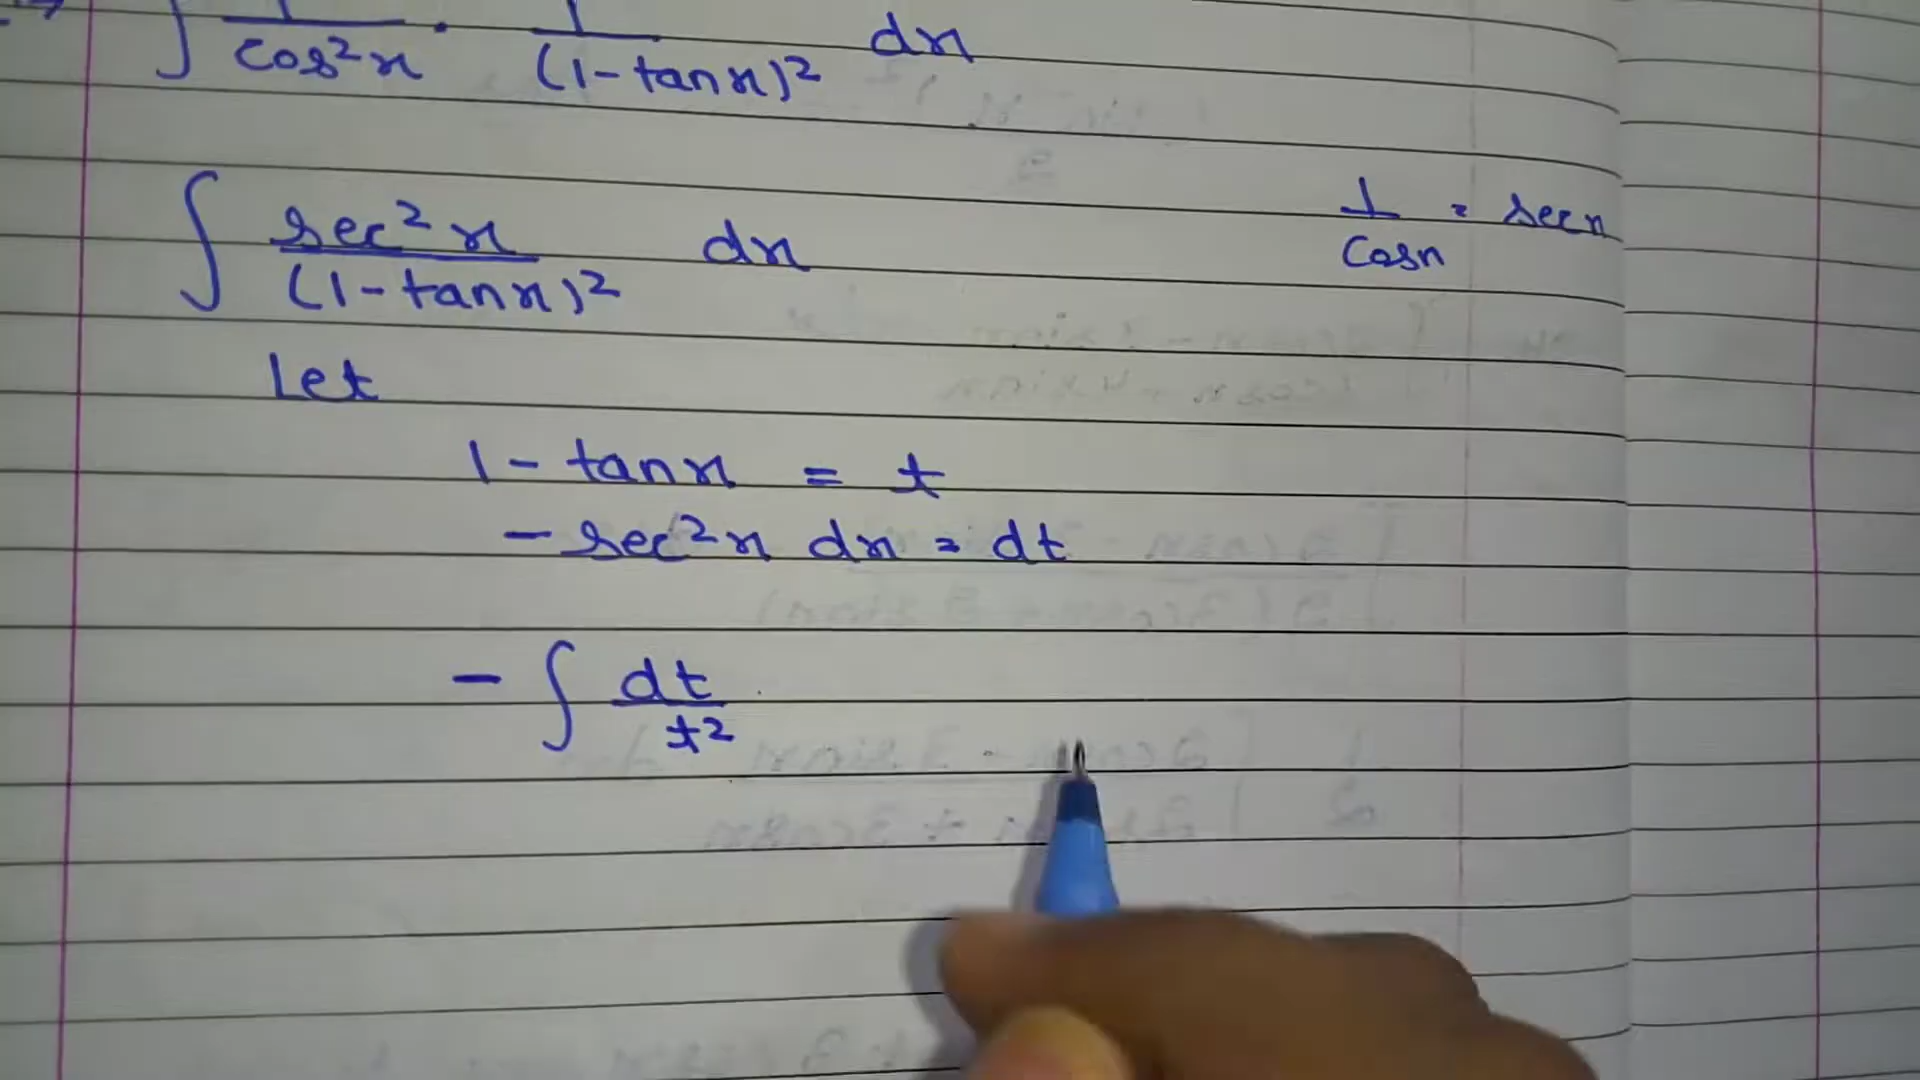 ∫ 1/cos²x · 1/(1-tanx)² dx
∫ sec²x/(1-tanx)² dx
1/cosx = secx
Let
1 - tanx = t
- sec²x dx = dt
- ∫ dt/t²